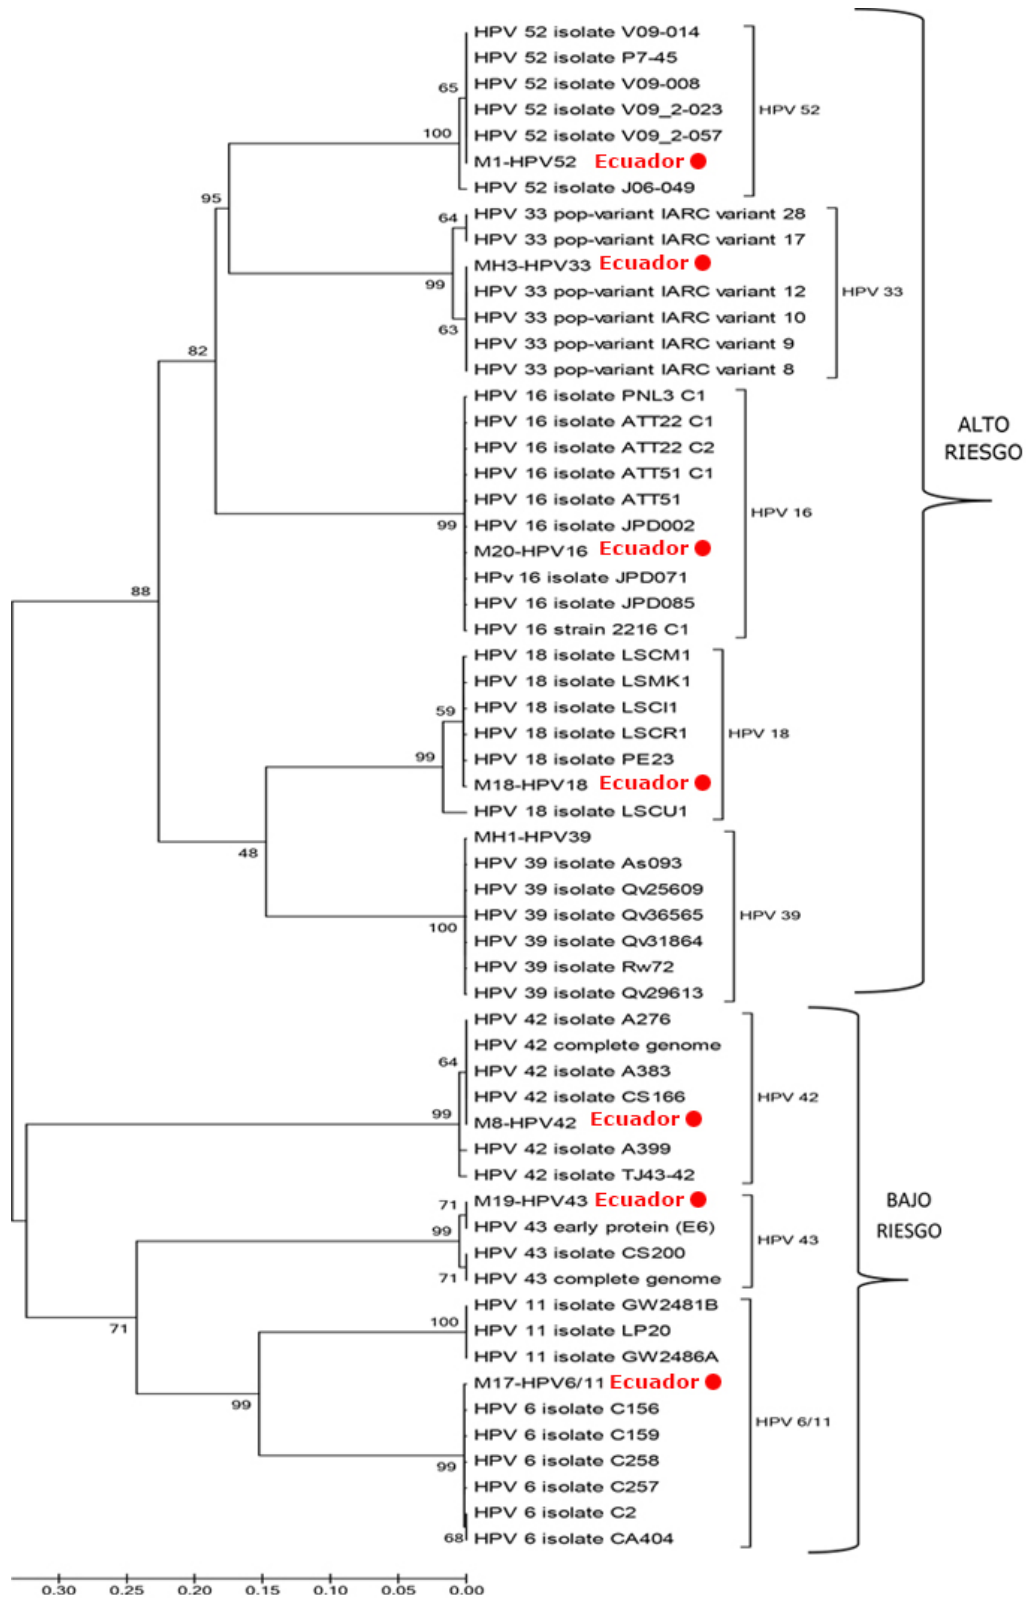 HPV 52 isolate V09-014
HPV 52 isolate P7-45
65
HPV 52 isolate V09-008
HPV 52 isolate V09_2-023
HPV 52
100
HPV 52 isolate V09_2-057
M1-HPV52 Ecuador
HPV 52 isolate J06-049
95
64
HPV 33 pop-variant IARC variant 28
HPV 33 pop-variant IARC variant 17
MH3-HPV33 Ecuador
99
HPV 33 pop-variant IARC variant 12
HPV 33
HPV 33 pop-variant IARC variant 10
63
HPV 33 pop-variant IARC variant 9
82
HPV 33 pop-variant IARC variant 8
HPV 16 isolate PNL3 C1
HPV 16 isolate ATT22 C1
ALTO
RIESGO
HPV 16 isolate ATT22 C2
HPV 16 isolate ATT51 C1
HPV 16 isolate ATT51
HPV 16
99
HPV 16 isolate JPD002
M20-HPV16 Ecuador
HPv 16 isolate JPD071
88
HPV 16 isolate JPD085
HPV 16 strain 2216 C1
HPV 18 isolate LSCM1
HPV 18 isolate LSMK1
59
HPV 18 isolate LSCI1
HPV 18 isolate LSCR1
HPV 18
99
HPV 18 isolate PE23
M18-HPV18 Ecuador
HPV 18 isolate LSCU1
MH1-HPV39
48
HPV 39 isolate As093
HPV 39 isolate Qv25609
HPV 39 isolate Qv36565
HPV 39
100
HPV 39 isolate Qv31864
HPV 39 isolate Rw72
HPV 39 isolate Qv29613
HPV 42 isolate A276
HPV 42 complete genome
64
HPV 42 isolate A383
HPV 42 isolate CS166
HPV 42
99
M8-HPV42 Ecuador
HPV 42 isolate A399
HPV 42 isolate TJ43-42
71
M19-HPV43 Ecuador
BAJO
RIESGO
99
HPV 43 early protein (E6)
HPV 43
HPV 43 isolate CS200
71
HPV 43 complete genome
HPV 11 isolate GW2481B
71
100
HPV 11 isolate LP20
HPV 11 isolate GW2486A
M17-HPV6/11 Ecuador
99
HPV 6 isolate C156
HPV 6/11
HPV 6 isolate C159
99
HPV 6 isolate C258
HPV 6 isolate C257
HPV 6 isolate C2
68
HPV 6 isolate CA404
0.30 0.25 0.20 0.15 0.10 0.05 0.00